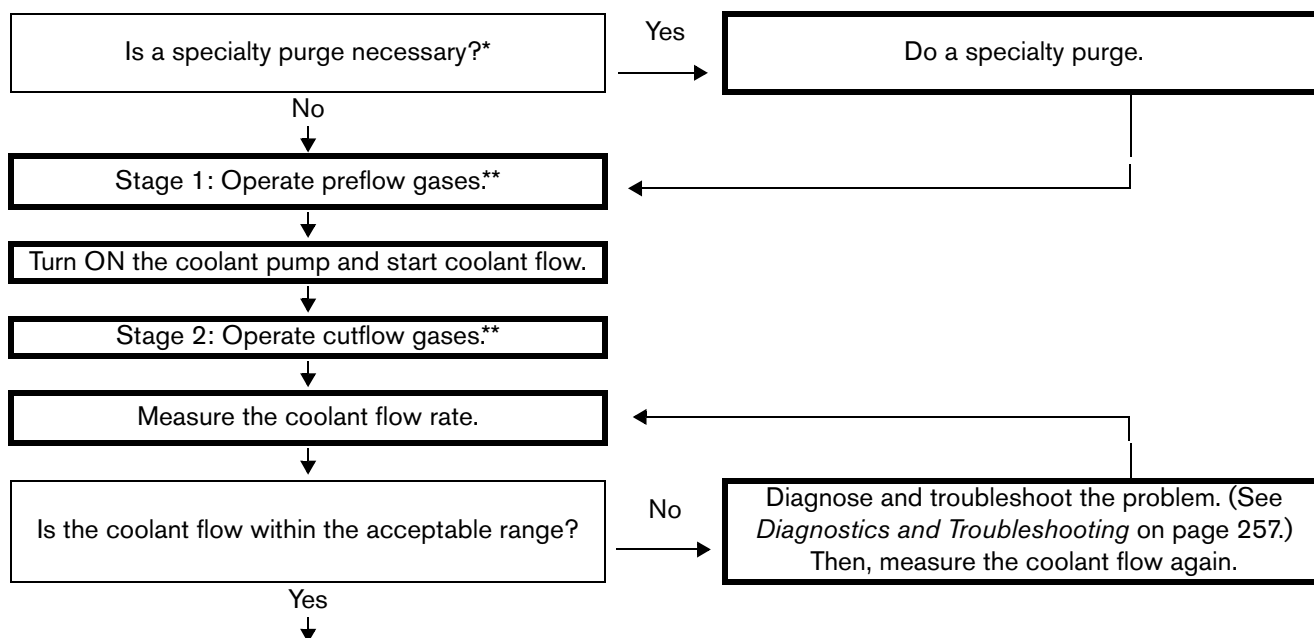 Is a specialty purge necessary?*
Yes
Do a specialty purge.
No
Stage 1: Operate preflow gases.**
Turn ON the coolant pump and start coolant flow.
Stage 2: Operate cutflow gases.**
Measure the coolant flow rate.
Is the coolant flow within the acceptable range?
No
Diagnose and troubleshoot the problem. (See
Diagnostics and Troubleshooting on page 257.)
Then, measure the coolant flow again.
Yes